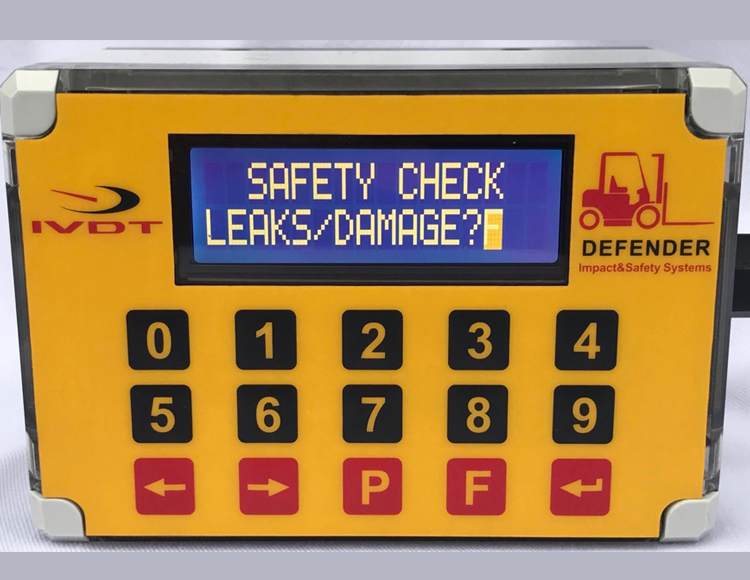 SAFETY CHECK
LEAKS/DAMAGE?F
IVDT
DEFENDER
Impact&Safety Systems
0 1 2 3 4
5 6 7 8 9
← → P F ↵